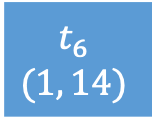 t₆
(1, 14)